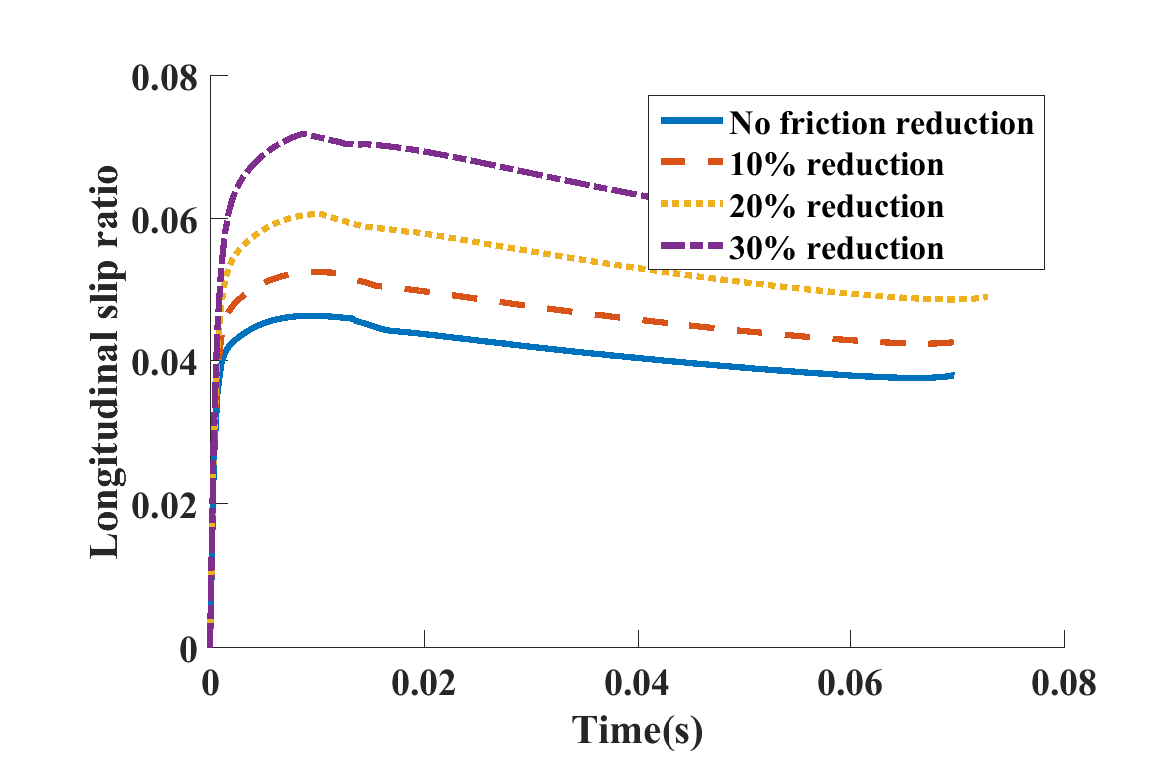 0.08
0.06
0.04
0.02
0
Longitudinal slip ratio
No friction reduction
10% reduction
20% reduction
30% reduction
0 0.02 0.04 0.06 0.08
Time(s)